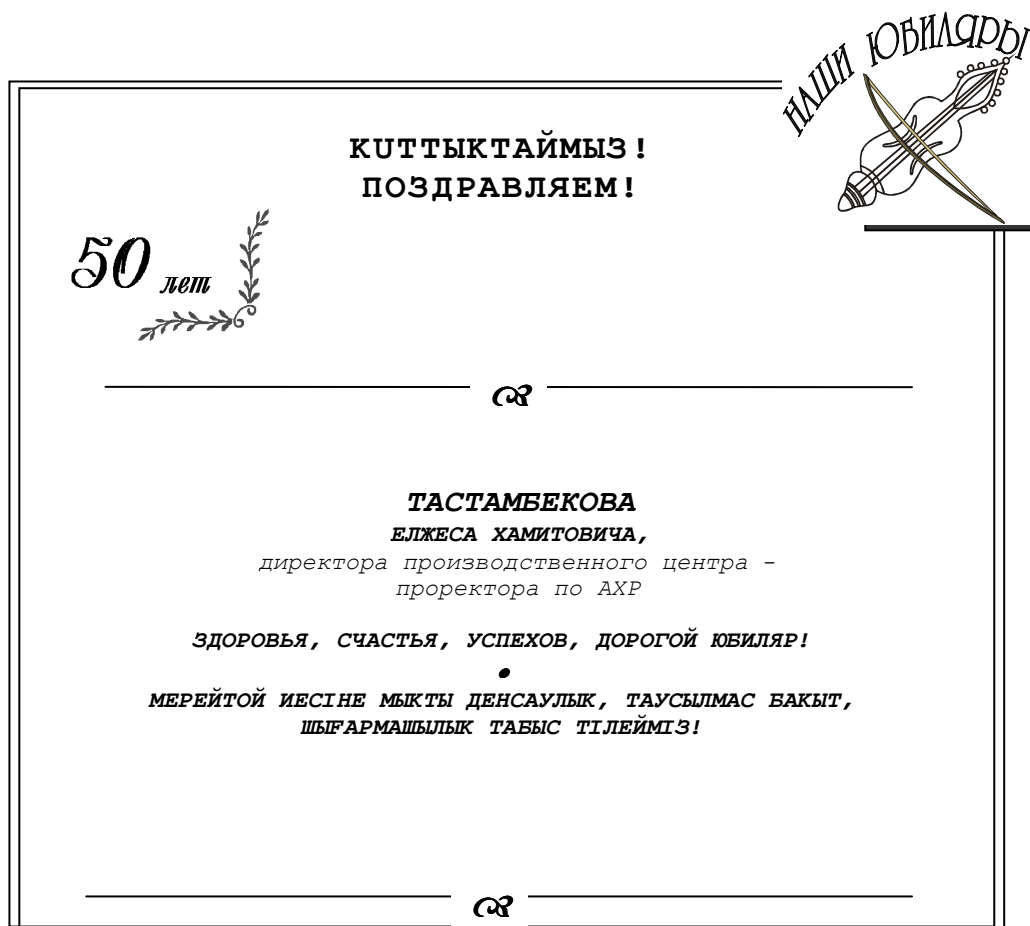 НАШИ ЮБИЛЯРЫ
КUТТЫКТАЙМЫЗ!
ПОЗДРАВЛЯЕМ!
50 лет
ТАСТАМБЕКОВА
ЕЛЖЕСА ХАМИТОВИЧА,
директора производственного центра –
проректора по АХР
ЗДОРОВЬЯ, СЧАСТЬЯ, УСПЕХОВ, ДОРОГОЙ ЮБИЛЯР!
•
МЕРЕЙТОЙ ИЕСІНЕ МЫКТЫ ДЕНСАУЛЫК, ТАУСЫЛМАС БАКЫТ,
ШЫҒАРМАШЫЛЫК ТАБЫС ТІЛЕЙМІЗ!